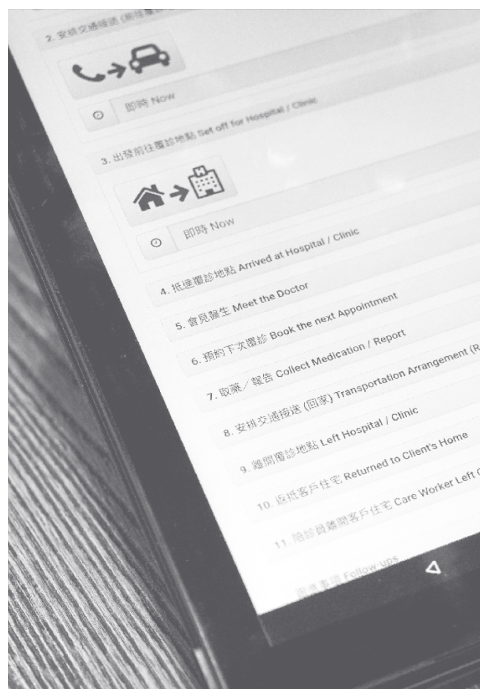 2. 安排交通接送
即時 Now
3. 出發前往覆診地點 Set off for Hospital / Clinic
H
即時 Now
4. 抵達覆診地點 Arrived at Hospital / Clinic
5. 會見醫生 Meet the Doctor
6. 預約下次覆診 Book the next Appointment
7. 取藥／報告 Collect Medication / Report
8. 安排交通接送 (回家) Transportation Arrangement (R
9. 離開覆診地點 Left Hospital / Clinic
10. 返抵客戶住宅 Returned to Client's Home
11. 陪診員離開客戶住宅 Care Worker Left
Follow-ups